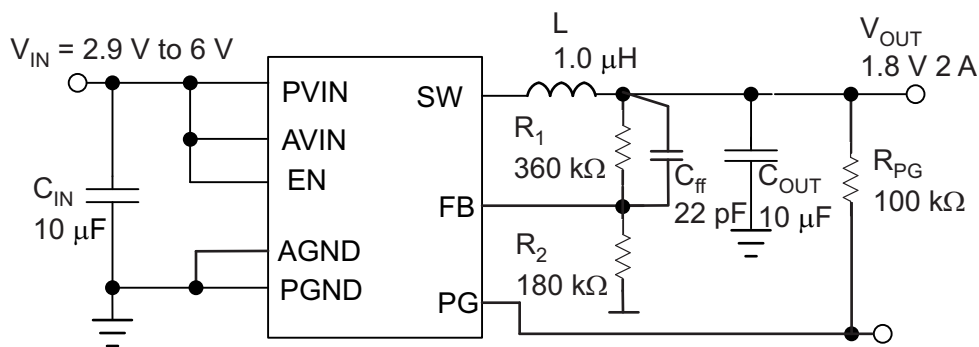 V_IN = 2.9 V to 6 V
L
1.0 μH
V_OUT
1.8 V 2 A
PVIN
SW
AVIN
R_1
360 kΩ
EN
C_IN
10 μF
C_ff
22 pF
C_OUT
10 μF
R_PG
100 kΩ
FB
AGND
R_2
180 kΩ
PGND
PG